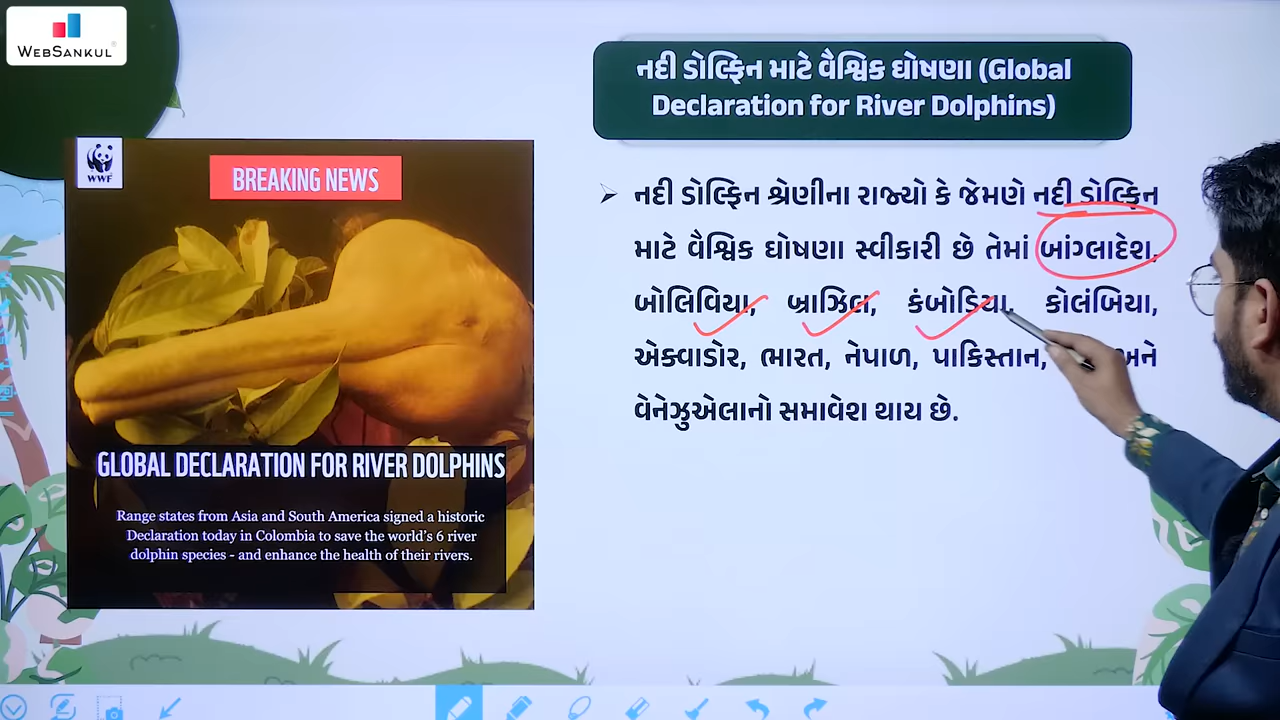 WEBSANKUL
નદી ડોલ્ફિન માટે વૈશ્વિક ઘોષણા (Global
Declaration for River Dolphins)
WWF
BREAKING NEWS
GLOBAL DECLARATION FOR RIVER DOLPHINS
Range states from Asia and South America signed a historic
Declaration today in Colombia to save the world's 6 river
dolphin species - and enhance the health of their rivers.
નદી ડોલ્ફિન શ્રેણીના રાજ્યો કે જેમણે નદી ડોલ્ફિન
માટે વૈશ્વિક ઘોષણા સ્વીકારી છે તેમાં બાંગ્લાદેશ,
બોલિવિયા, બ્રાઝિલ, કંબોડિયા, કોલંબિયા,
એક્વાડોર, ભારત, નેપાળ, પાકિસ્તાન, અને
વેનેઝુએલાનો સમાવેશ થાય છે.